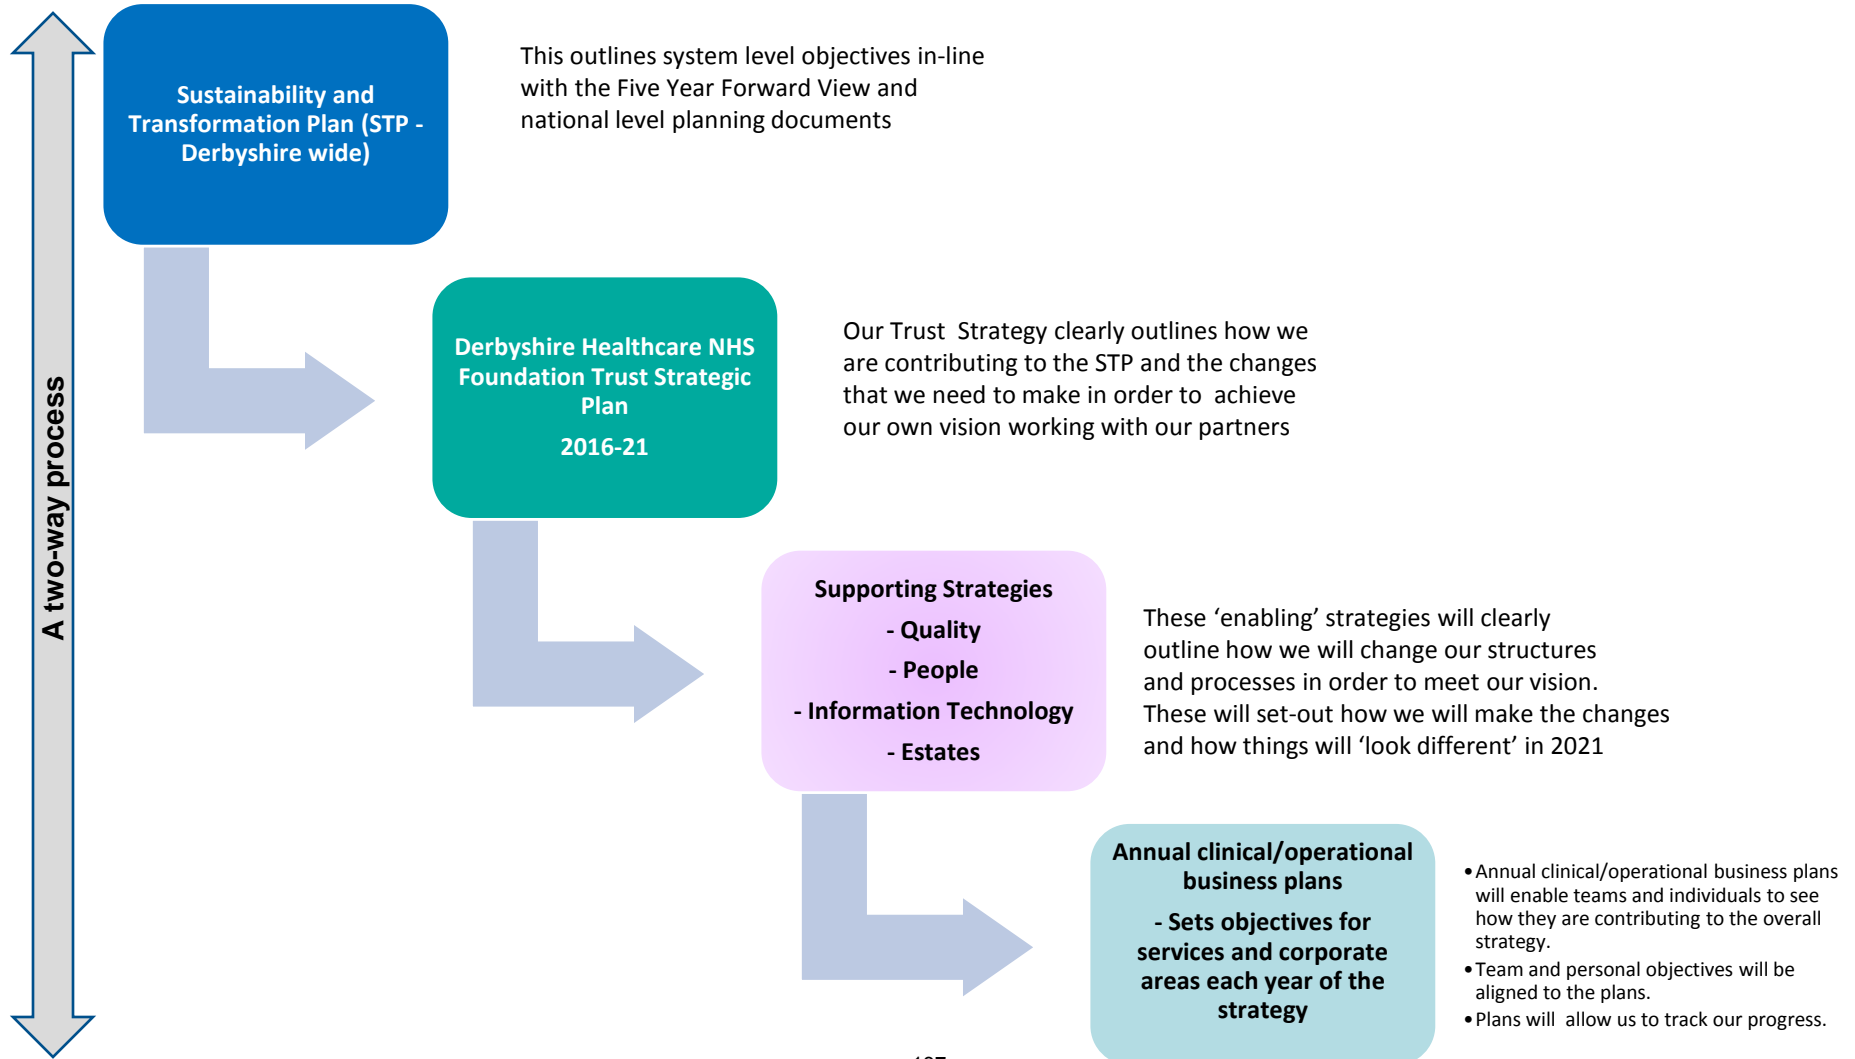 Sustainability and
Transformation Plan (STP -
Derbyshire wide)
This outlines system level objectives in-line
with the Five Year Forward View and
national level planning documents
A two-way process
Derbyshire Healthcare NHS
Foundation Trust Strategic
Plan
2016-21
Our Trust Strategy clearly outlines how we
are contributing to the STP and the changes
that we need to make in order to achieve
our own vision working with our partners
Supporting Strategies
- Quality
- People
- Information Technology
- Estates
These ‘enabling’ strategies will clearly
outline how we will change our structures
and processes in order to meet our vision.
These will set-out how we will make the changes
and how things will ‘look different’ in 2021
Annual clinical/operational
business plans
- Sets objectives for
services and corporate
areas each year of the
strategy
•Annual clinical/operational business plans
will enable teams and individuals to see
how they are contributing to the overall
strategy.
•Team and personal objectives will be
aligned to the plans.
•Plans will allow us to track our progress.